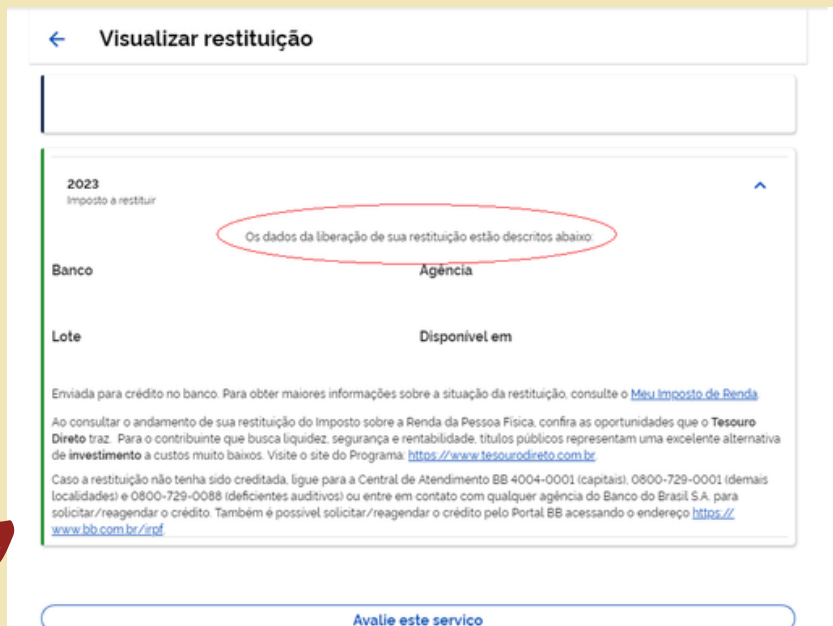 Visualizar restituição
2023
Imposto a restituir
Os dados da liberação de sua restituição estão descritos abaixo:
Banco Agência
Lote Disponível em
Enviada para crédito no banco. Para obter maiores informações sobre a situação da restituição, consulte o Meu Imposto de Renda.
Ao consultar o andamento de sua restituição do Imposto sobre a Renda da Pessoa Física, confira as oportunidades que o Tesouro
Direto traz. Para o contribuinte que busca liquidez, segurança e rentabilidade, títulos públicos representam uma excelente alternativa
de investimento a custos muito baixos. Visite o site do Programa: https://www.tesourodireto.com.br.
Caso a restituição não tenha sido creditada, ligue para a Central de Atendimento BB 4004-0001 (capitais), 0800-729-0001 (demais
localidades) e 0800-729-0088 (deficientes auditivos) ou entre em contato com qualquer agência do Banco do Brasil S.A. para
solicitar/reagendar o crédito. Também é possível solicitar/reagendar o crédito pelo Portal BB acessando o endereço https://
www.bb.com.br/irpf.
Avalie este serviço